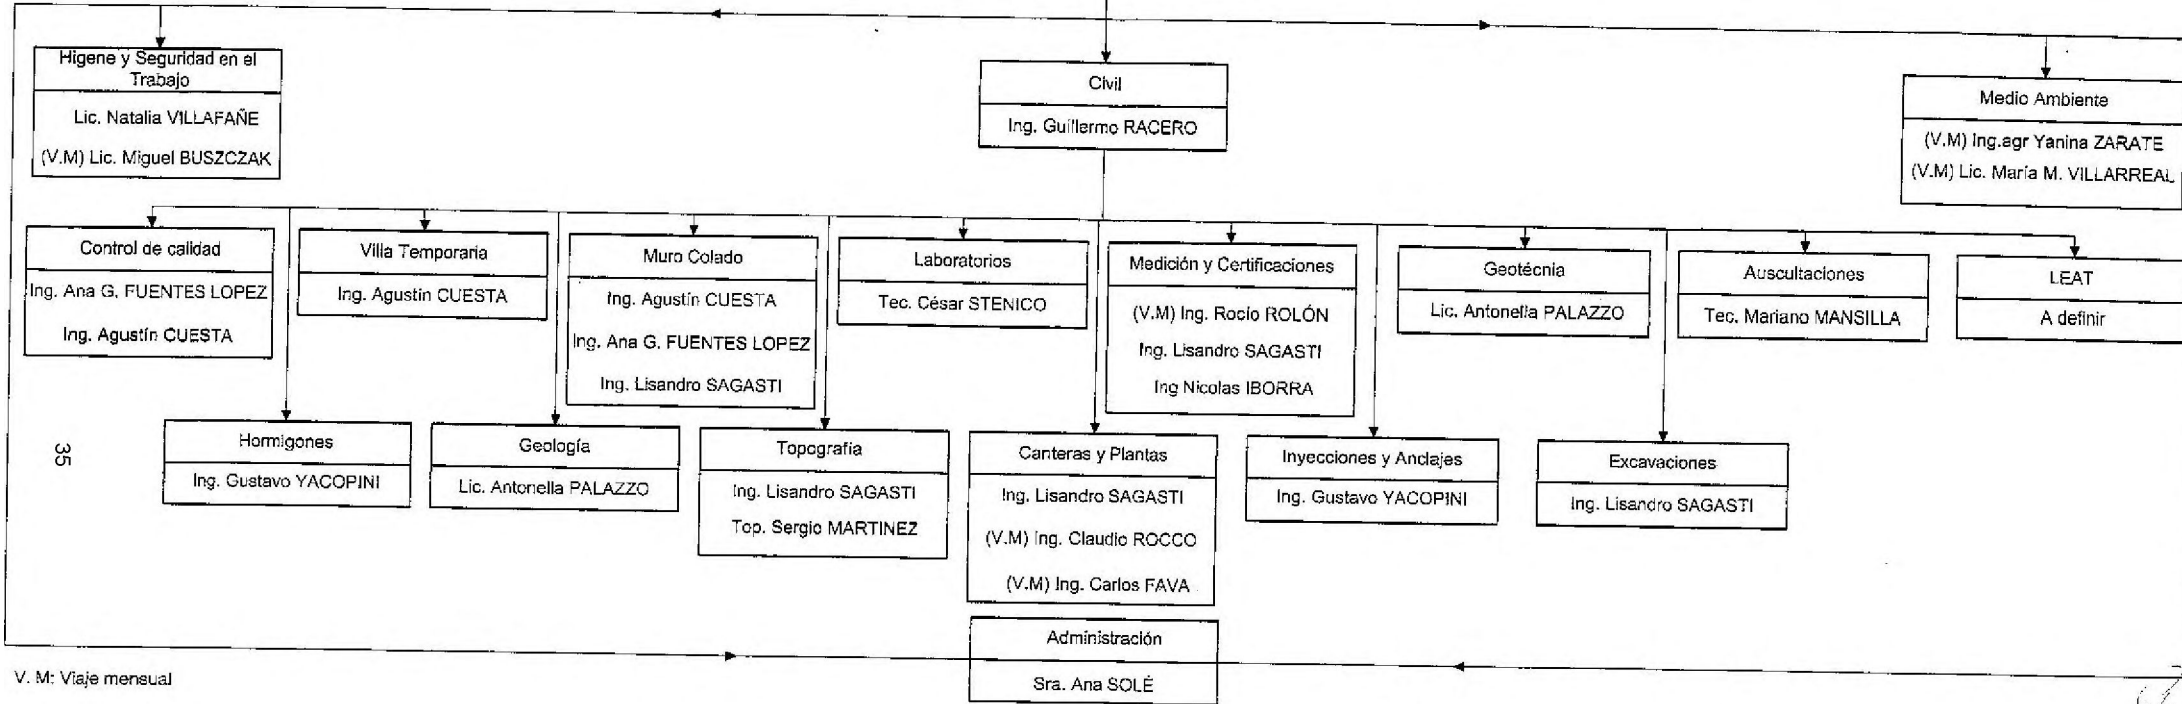 Higene y Seguridad en el
Trabajo
Lic. Natalia VILLAFAÑE
(V.M) Lic. Miguel BUSZCZAK
Civil
Ing. Guillermo RACERO
Medio Ambiente
(V.M) Ing.agr Yanina ZARATE
(V.M) Lic. María M. VILLARREAL
Control de calidad
Ing. Ana G. FUENTES LOPEZ
Ing. Agustín CUESTA
Villa Temporaria
Ing. Agustín CUESTA
Muro Colado
Ing. Agustín CUESTA
Ing. Ana G. FUENTES LOPEZ
Ing. Lisandro SAGASTI
Laboratorios
Tec. César STENICO
Medición y Certificaciones
(V.M) Ing. Rocío ROLÓN
Ing. Lisandro SAGASTI
Ing Nicolas IBORRA
Geotécnia
Lic. Antonella PALAZZO
Auscultaciones
Tec. Mariano MANSILLA
LEAT
A definir
Hormigones
Ing. Gustavo YACOPINI
Geología
Lic. Antonella PALAZZO
Topografía
Ing. Lisandro SAGASTI
Top. Sergio MARTINEZ
Canteras y Plantas
Ing. Lisandro SAGASTI
(V.M) Ing. Claudio ROCCO
(V.M) Ing. Carlos FAVA
Inyecciones y Anclajes
Ing. Gustavo YACOPINI
Excavaciones
Ing. Lisandro SAGASTI
35
Administración
Sra. Ana SOLÉ
V. M: Viaje mensual